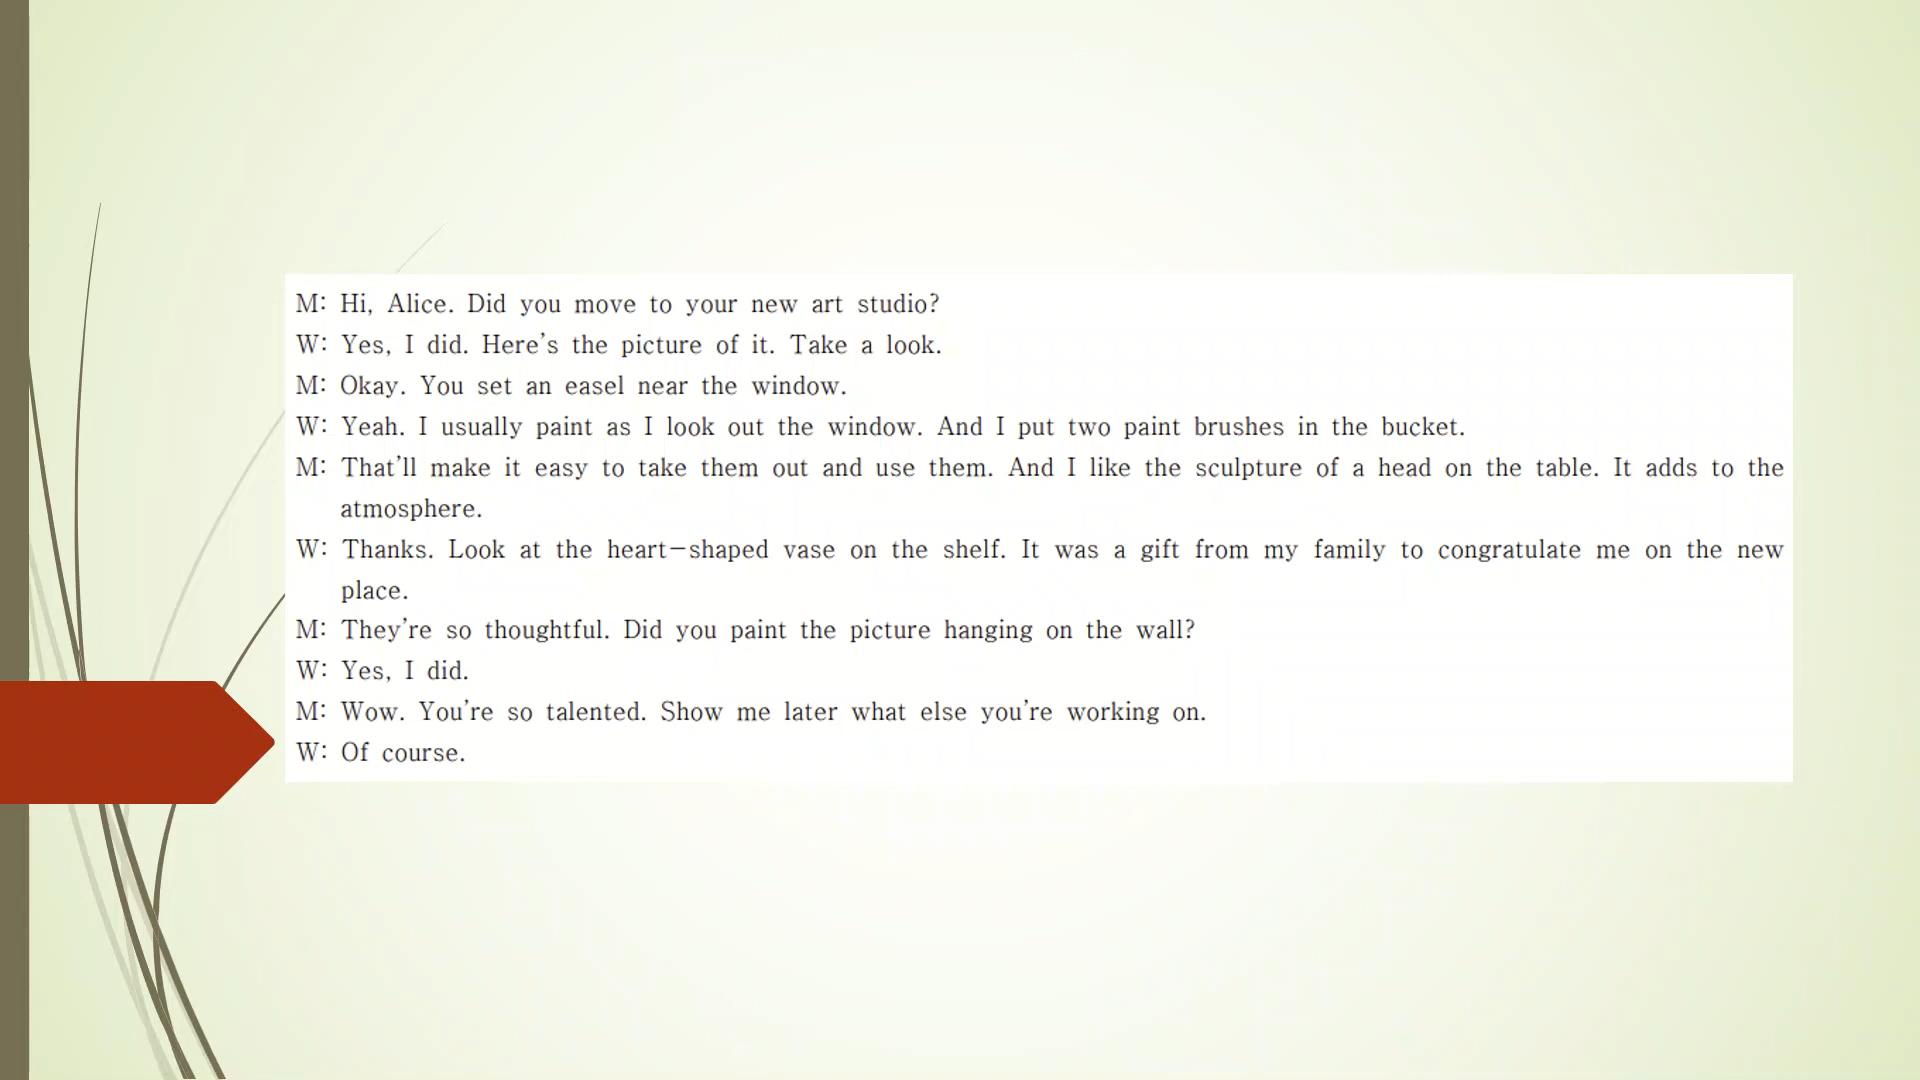 M: Hi, Alice. Did you move to your new art studio?
W: Yes, I did. Here's the picture of it. Take a look.
M: Okay. You set an easel near the window.
W: Yeah. I usually paint as I look out the window. And I put two paint brushes in the bucket.
M: That'll make it easy to take them out and use them. And I like the sculpture of a head on the table. It adds to the
atmosphere.
W: Thanks. Look at the heart-shaped vase on the shelf. It was a gift from my family to congratulate me on the new
place.
M: They're so thoughtful. Did you paint the picture hanging on the wall?
W: Yes, I did.
M: Wow. You're so talented. Show me later what else you're working on.
W: Of course.